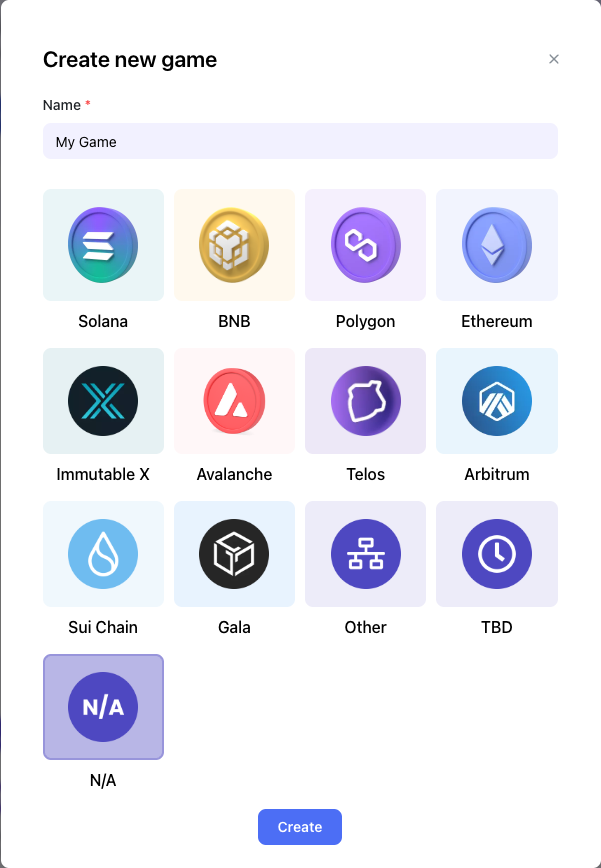 Create new game
Name *
My Game
Solana BNB Polygon Ethereum
Immutable X Avalanche Telos Arbitrum
Sui Chain Gala Other TBD
N/A
N/A
Create